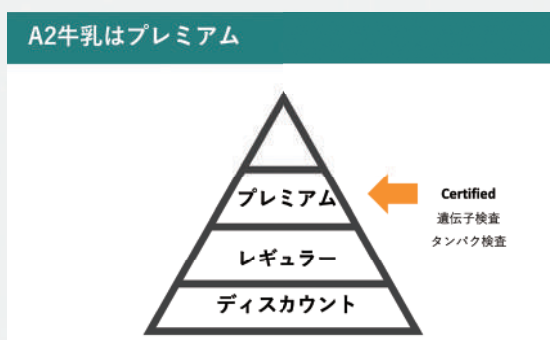 A2牛乳はプレミアム
プレミアム
Certified
遺伝子検査
タンパク検査
レギュラー
ディスカウント